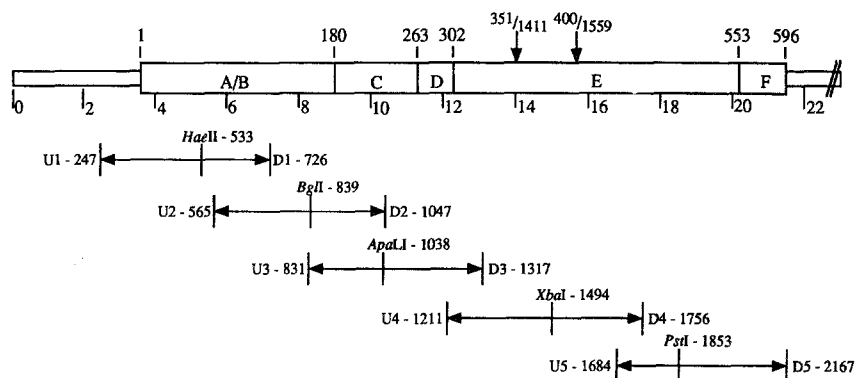 351/1411 400/1559
1 180 263 302 553 596
A/B C D E F
0 2 4 6 8 10 12 14 16 18 20 22
HaeII - 533
U1 - 247 D1 - 726
BglI - 839
U2 - 565 D2 - 1047
ApaLI - 1038
U3 - 831 D3 - 1317
XbaI - 1494
U4 - 1211 D4 - 1756
PstI - 1853
U5 - 1684 D5 - 2167